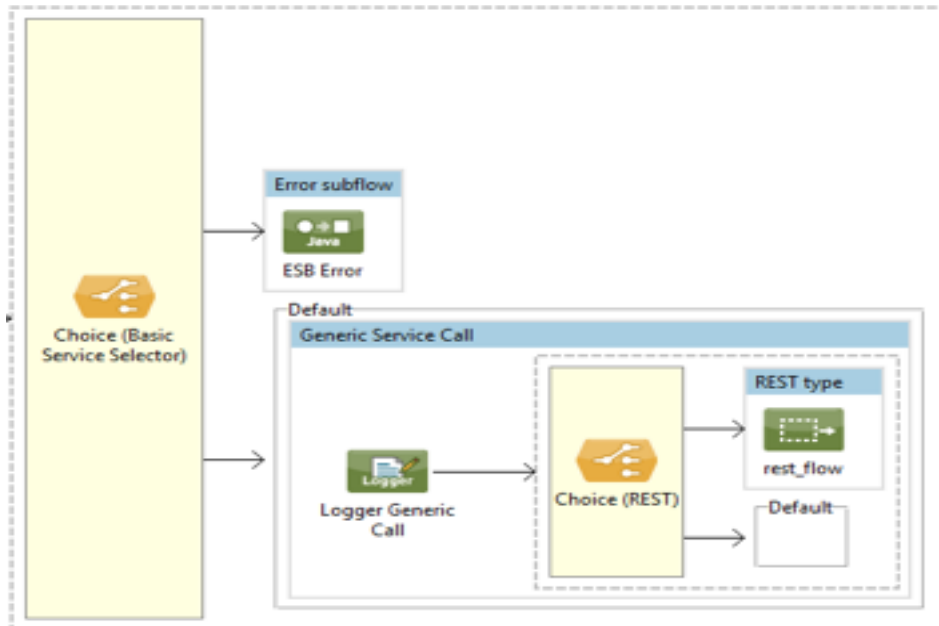 Error subflow
Java
ESB Error
Choice (Basic
Service Selector)
Default
Generic Service Call
Logger
Logger Generic
Call
Choice (REST)
REST type
rest_flow
Default